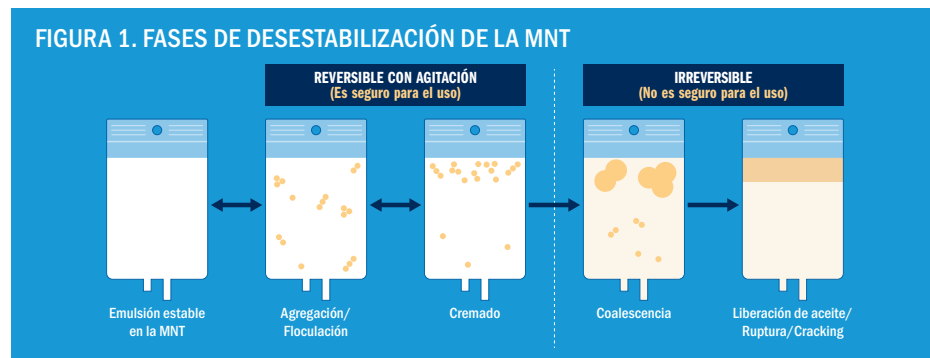 FIGURA 1. FASES DE DESESTABILIZACIÓN DE LA MNT
REVERSIBLE CON AGITACIÓN
(Es seguro para el uso)
IRREVERSIBLE
(No es seguro para el uso)
Emulsión estable
en la MNT
Agregación/
Floculación
Cremado
Coalescencia
Liberación de aceite/
Ruptura/Cracking